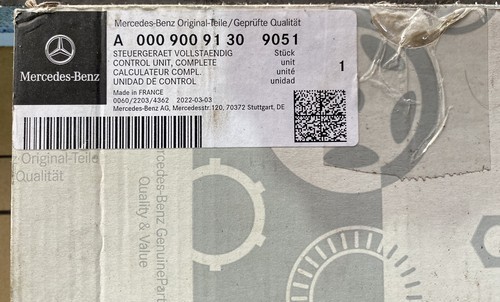 Mercedes-Benz Original-Teile/Geprüfte Qualität
A 000 900 91 30 9051
STEUERGERAET VOLLSTAENDIG
CONTROL UNIT, COMPLETE
CALCULATEUR COMPL.
UNIDAD DE CONTROL
Stück
unit
unité
unidad
1
Made in FRANCE
0060/2203/4362 2022-03-03
Mercedes-Benz AG, Mercedesstr.120, 70372 Stuttgart, DE
Mercedes-Benz
Original-Teile
Qualität
Mercedes-Benz GenuinePart
Quality & Value